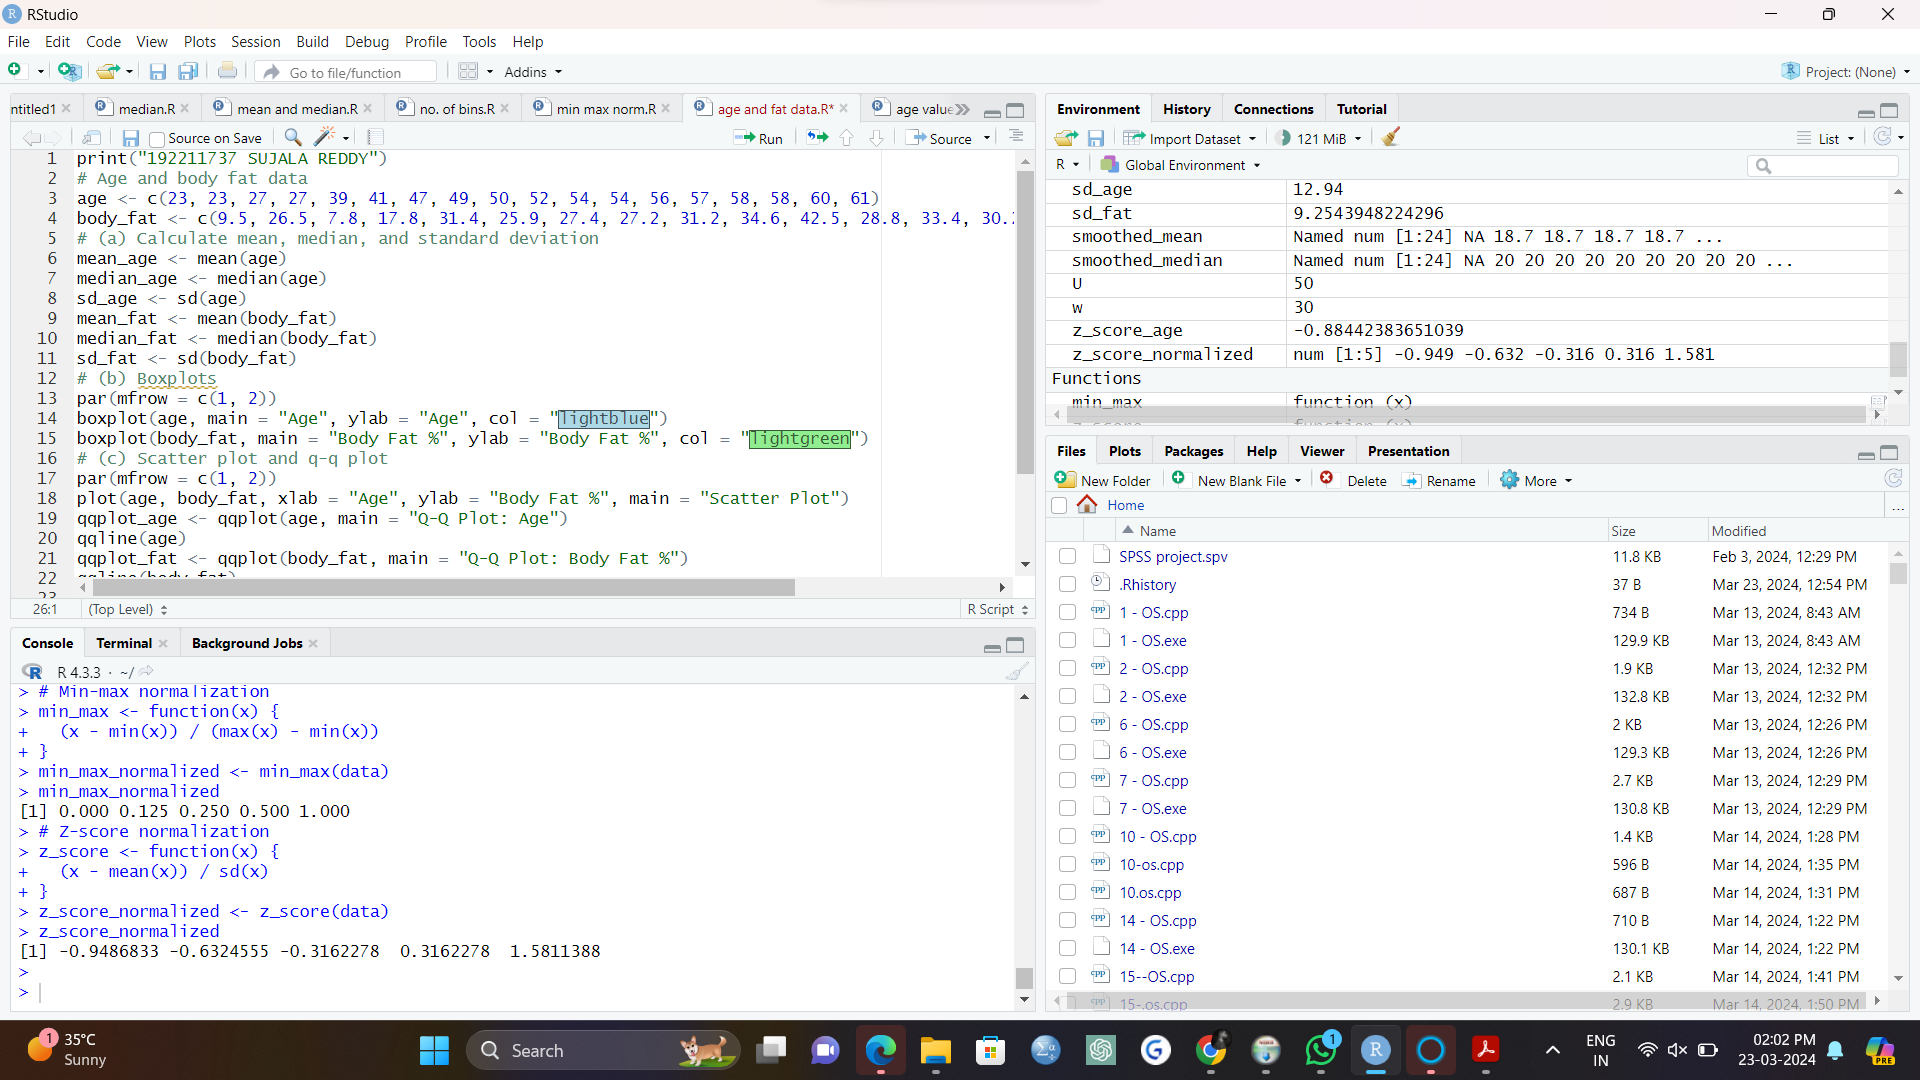 RStudio
File Edit Code View Plots Session Build Debug Profile Tools Help
Go to file/function Addins Project: (None)
ntitled1 median.R mean and median.R no. of bins.R min max norm.R age and fat data.R* age value
Source on Save Run Source
1 print("192211737 SUJALA REDDY")
2 # Age and body fat data
3 age <- c(23, 23, 27, 27, 39, 41, 47, 49, 50, 52, 54, 54, 56, 57, 58, 58, 60, 61)
4 body_fat <- c(9.5, 26.5, 7.8, 17.8, 31.4, 25.9, 27.4, 27.2, 31.2, 34.6, 42.5, 28.8, 33.4, 30.
5 # (a) Calculate mean, median, and standard deviation
6 mean_age <- mean(age)
7 median_age <- median(age)
8 sd_age <- sd(age)
9 mean_fat <- mean(body_fat)
10 median_fat <- median(body_fat)
11 sd_fat <- sd(body_fat)
12 # (b) Boxplots
13 par(mfrow = c(1, 2))
14 boxplot(age, main = "Age", ylab = "Age", col = "lightblue")
15 boxplot(body_fat, main = "Body Fat %", ylab = "Body Fat %", col = "lightgreen")
16 # (c) Scatter plot and q-q plot
17 par(mfrow = c(1, 2))
18 plot(age, body_fat, xlab = "Age", ylab = "Body Fat %", main = "Scatter Plot")
19 qqplot_age <- qqplot(age, main = "Q-Q Plot: Age")
20 qqline(age)
21 qqplot_fat <- qqplot(body_fat, main = "Q-Q Plot: Body Fat %")
22 qqline(body_fat)
23
26:1 (Top Level) R Script
Console Terminal Background Jobs
R 4.3.3 · ~/
> # Min-max normalization
> min_max <- function(x) {
+ (x - min(x)) / (max(x) - min(x))
+ }
> min_max_normalized <- min_max(data)
> min_max_normalized
[1] 0.000 0.125 0.250 0.500 1.000
> # Z-score normalization
> z_score <- function(x) {
+ (x - mean(x)) / sd(x)
+ }
> z_score_normalized <- z_score(data)
> z_score_normalized
[1] -0.9486833 -0.6324555 -0.3162278 0.3162278 1.5811388
>
>
Environment History Connections Tutorial
Import Dataset 121 MiB List
R Global Environment
sd_age 12.94
sd_fat 9.2543948224296
smoothed_mean Named num [1:24] NA 18.7 18.7 18.7 18.7 ...
smoothed_median Named num [1:24] NA 20 20 20 20 20 20 20 20 20 ...
U 50
w 30
z_score_age -0.88442383651039
z_score_normalized num [1:5] -0.949 -0.632 -0.316 0.316 1.581
Functions
min_max function (x)
z_score function (x)
Files Plots Packages Help Viewer Presentation
New Folder New Blank File Delete Rename More
Home ...
Name Size Modified
SPSS project.spv 11.8 KB Feb 3, 2024, 12:29 PM
.Rhistory 37 B Mar 23, 2024, 12:54 PM
1 - OS.cpp 734 B Mar 13, 2024, 8:43 AM
1 - OS.exe 129.9 KB Mar 13, 2024, 8:43 AM
2 - OS.cpp 1.9 KB Mar 13, 2024, 12:32 PM
2 - OS.exe 132.8 KB Mar 13, 2024, 12:32 PM
6 - OS.cpp 2 KB Mar 13, 2024, 12:26 PM
6 - OS.exe 129.3 KB Mar 13, 2024, 12:26 PM
7 - OS.cpp 2.7 KB Mar 13, 2024, 12:29 PM
7 - OS.exe 130.8 KB Mar 13, 2024, 12:29 PM
10 - OS.cpp 1.4 KB Mar 14, 2024, 1:28 PM
10-os.cpp 596 B Mar 14, 2024, 1:35 PM
10.os.cpp 687 B Mar 14, 2024, 1:31 PM
14 - OS.cpp 710 B Mar 14, 2024, 1:22 PM
14 - OS.exe 130.1 KB Mar 14, 2024, 1:22 PM
15--OS.cpp 2.1 KB Mar 14, 2024, 1:41 PM
15-.os.cpp 2.9 KB Mar 14, 2024, 1:50 PM
1 35°C
Sunny
Search
1
ENG
IN
02:02 PM
23-03-2024
PRE